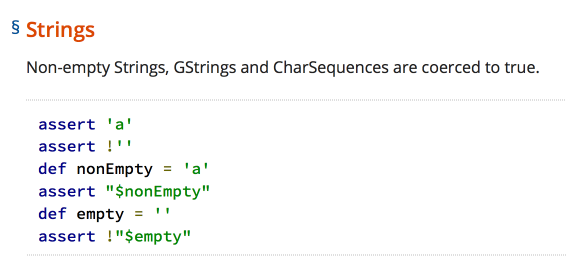 § Strings
Non-empty Strings, GStrings and CharSequences are coerced to true.
assert 'a'
assert !''
def nonEmpty = 'a'
assert "$nonEmpty"
def empty = ''
assert !"$empty"